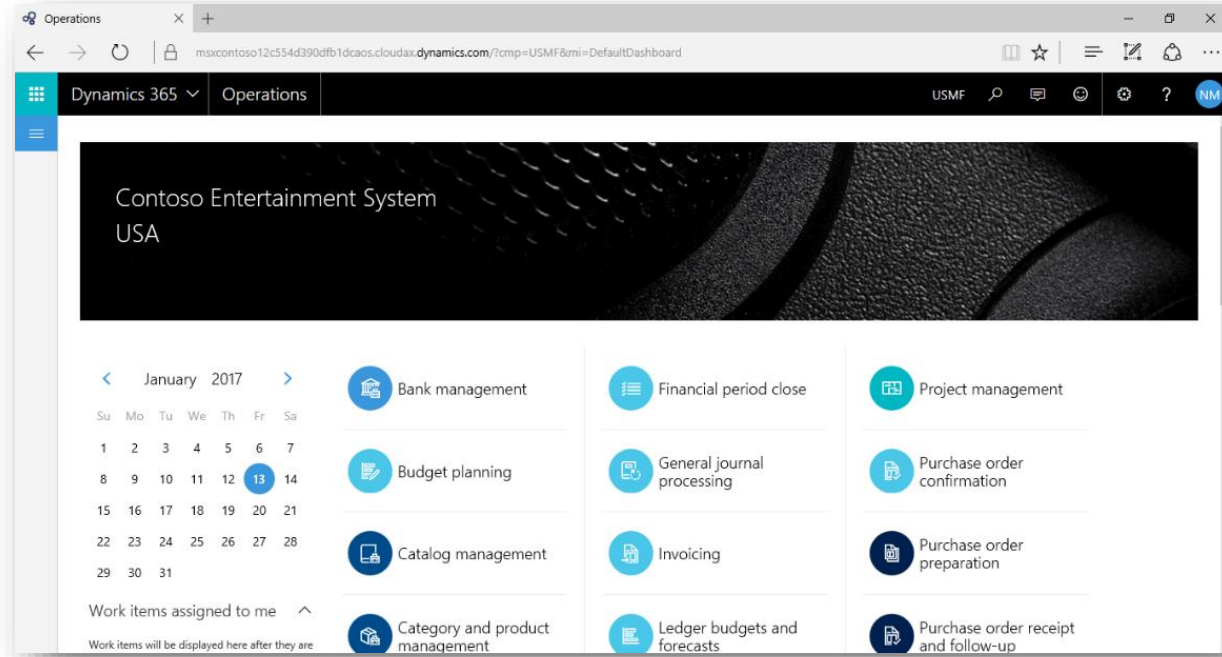 Operations
msxcontoso12c554d390dfb1dcaos.cloudax.dynamics.com/?cmp=USMF&mi=DefaultDashboard
Dynamics 365 Operations USMF ? NM
Contoso Entertainment System
USA
January 2017
Su Mo Tu We Th Fr Sa
1 2 3 4 5 6 7
8 9 10 11 12 13 14
15 16 17 18 19 20 21
22 23 24 25 26 27 28
29 30 31
Work items assigned to me
Work items will be displayed here after they are
Bank management
Budget planning
Catalog management
Category and product
management
Financial period close
General journal
processing
Invoicing
Ledger budgets and
forecasts
Project management
Purchase order
confirmation
Purchase order
preparation
Purchase order receipt
and follow-up